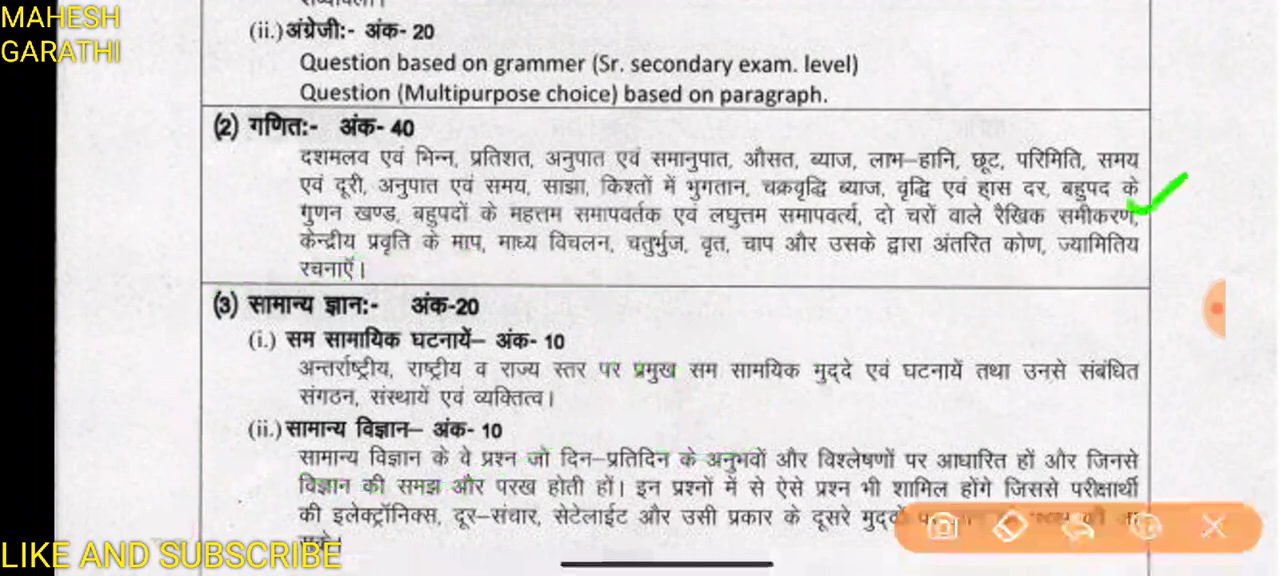 MAHESH
GARATHI
(ii.) अंग्रेजी:- अंक- 20
Question based on grammer (Sr. secondary exam. level)
Question (Multipurpose choice) based on paragraph.
(2) गणित:- अंक- 40
दशमलव एवं भिन्न, प्रतिशत, अनुपात एवं समानुपात, औसत, ब्याज, लाभ-हानि, छूट, परिमिति, समय
एवं दूरी, अनुपात एवं समय, साझा, किश्तों में भुगतान, चक्रवृद्धि ब्याज, वृद्धि एवं ह्रास दर, बहुपद के
गुणन खण्ड, बहुपदों के महत्तम समापवर्तक एवं लघुत्तम समापवर्त्य, दो चरों वाले रैखिक समीकरण,
केन्द्रीय प्रवृति के माप, माध्य विचलन, चतुर्भुज, वृत, चाप और उसके द्वारा अंतरित कोण, ज्यामितिय
रचनाएँ।
(3) सामान्य ज्ञान:- अंक-20
(i.) सम सामायिक घटनायें– अंक- 10
अन्तर्राष्ट्रीय, राष्ट्रीय व राज्य स्तर पर प्रमुख सम सामयिक मुद्दे एवं घटनायें तथा उनसे संबंधित
संगठन, संस्थायें एवं व्यक्तित्व।
(ii.) सामान्य विज्ञान– अंक- 10
सामान्य विज्ञान के वे प्रश्न जो दिन-प्रतिदिन के अनुभवों और विश्लेषणों पर आधारित हों और जिनसे
विज्ञान की समझ और परख होती हों। इन प्रश्नों में से ऐसे प्रश्न भी शामिल होंगे जिससे परीक्षार्थी
की इलेक्ट्रॉनिक्स, दूर-संचार, सेटेलाईट और उसी प्रकार के दूसरे मुद्दों
LIKE AND SUBSCRIBE